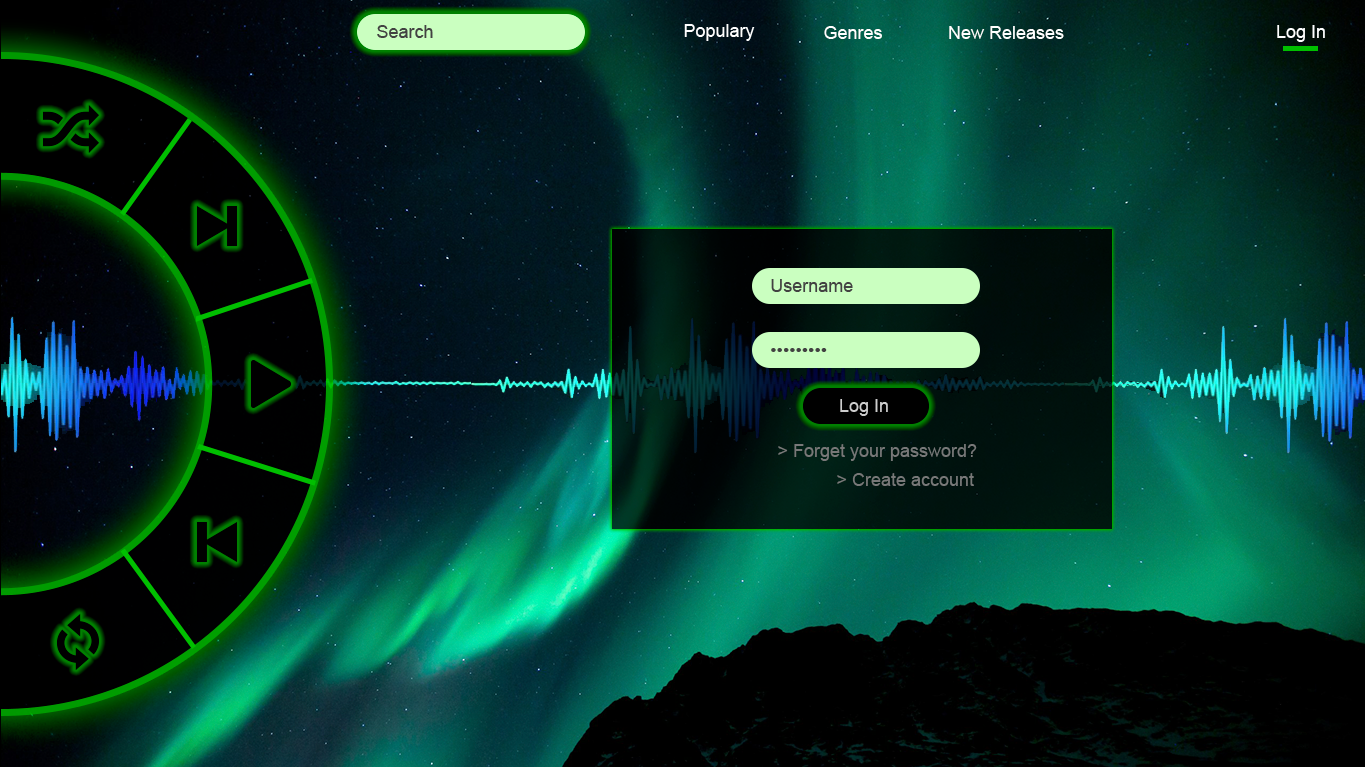 Search
Populary
Genres
New Releases
Log In
Username
•••••••••
Log In
> Forget your password?
> Create account